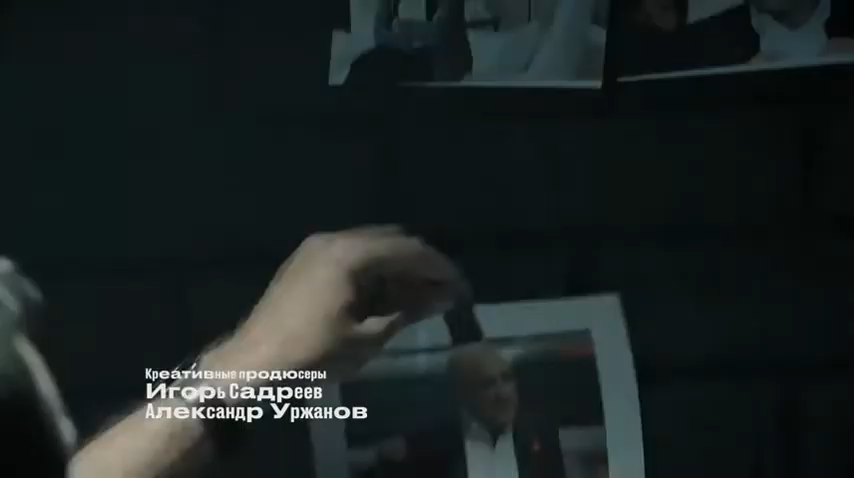 Креативные продюсеры
Игорь Садреев
Александр Уржанов